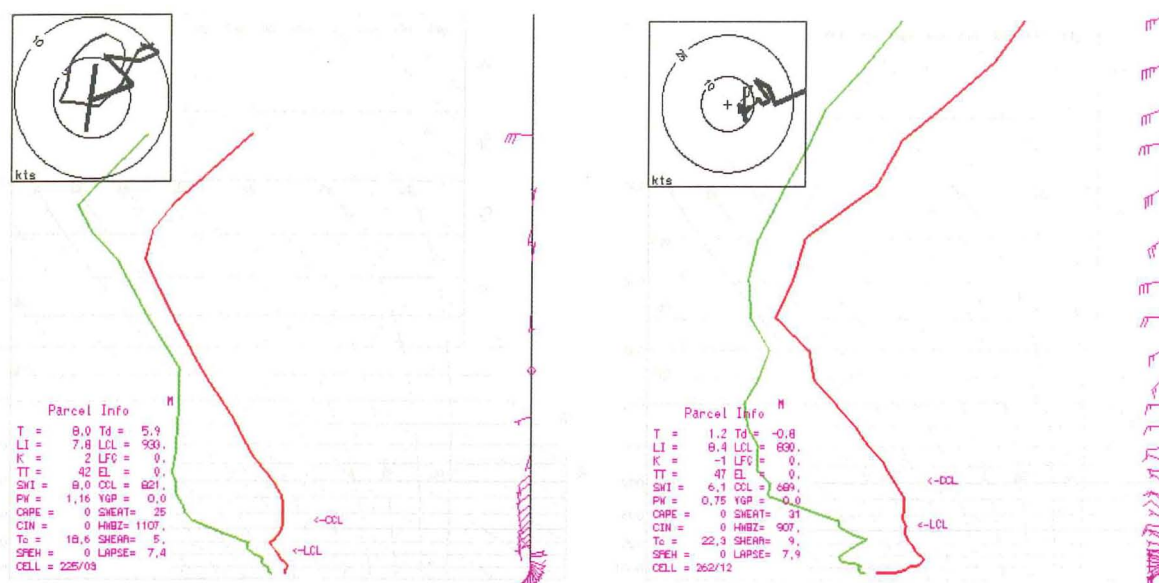 10
5
kts
M
Parcel Info
T = 8.0 Td = 5.9
LI = 7.8 LCL = 930.
K = 2 LFC = 0.
TT = 42 EL = 0.
SWI = 8.0 CCL = 821.
PW = 1.16 YGP = 0.0
CAPE = 0 SWEAT= 25
CIN = 0 HWBZ= 1107.
Tc = 18.6 SHEAR= 5.
SREH = 0 LAPSE= 7.4
CELL = 225/03
<-CCL
<-LCL
kts
M
Parcel Info
T = 1.2 Td = -0.8
LI = 8.4 LCL = 830.
K = -1 LFC = 0.
TT = 47 EL = 0.
SWI = 6.1 CCL = 689.
PW = 0.75 YGP = 0.0
CAPE = 0 SWEAT= 31
CIN = 0 HWBZ= 907.
Tc = 22.3 SHEAR= 9.
SREH = 0 LAPSE= 7.9
CELL = 262/12
<-CCL
<-LCL